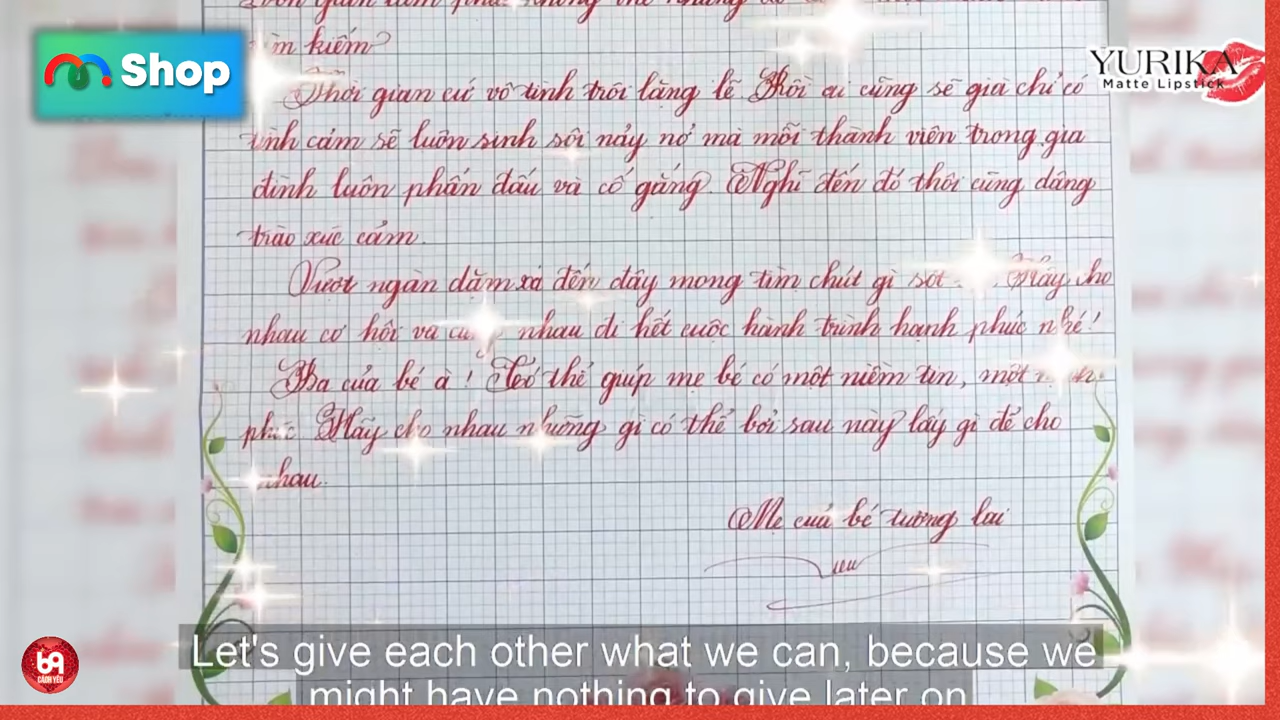 Shop
YURIKA
Matte Lipstick
tìm kiếm
Thời gian cứ vô tình trôi lặng lẽ Rồi ai cũng sẽ già chỉ có
tình cảm sẽ luôn sinh sôi nảy nở mà mỗi thành viên trong gia
đình luôn phấn đấu và cố gắng. Nghĩ đến đó thôi cũng dâng
trào xúc cảm.
Vượt ngàn dặm xa đến đây mong tìm chút gì sót Hãy cho
nhau cơ hội và nhau đi hết cuộc hành trình hạnh phúc nhé!
Ba của bé à! Có thể giúp mẹ bé có một niềm tin, một
phúc Hãy cho nhau những gì có thể bởi sau này lấy gì để cho
nhau.
Mẹ của bé tương lai
Let's give each other what we can, because we
might have nothing to give later on
CÀNH YÊU